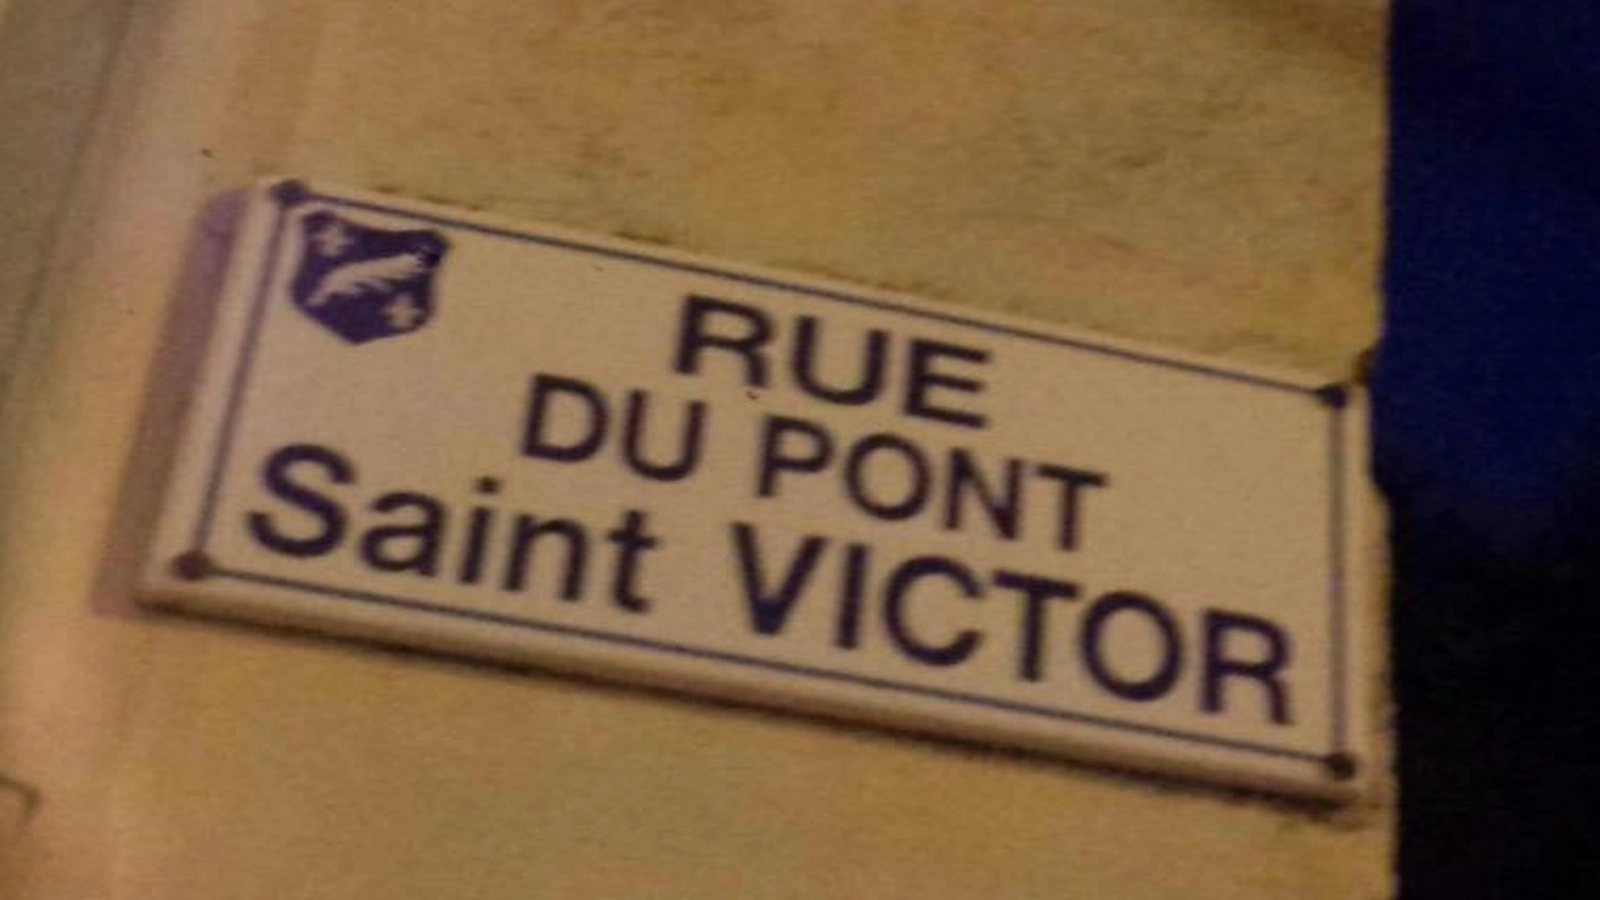 RUE
DU PONT
Saint VICTOR